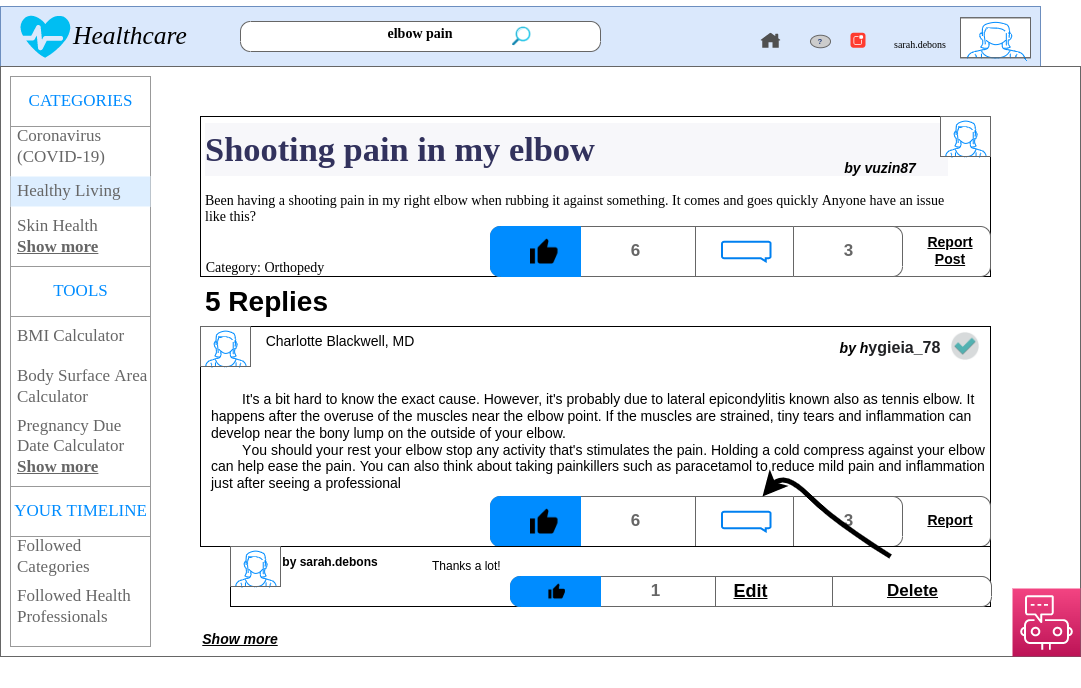 Healthcare
elbow pain
?
sarah.debons
CATEGORIES
Coronavirus
(COVID-19)
Healthy Living
Skin Health
Show more
TOOLS
BMI Calculator
Body Surface Area
Calculator
Pregnancy Due
Date Calculator
Show more
YOUR TIMELINE
Followed
Categories
Followed Health
Professionals
Shooting pain in my elbow
by vuzin87
Been having a shooting pain in my right elbow when rubbing it against something. It comes and goes quickly Anyone have an issue
like this?
Category: Orthopedy
6
3
Report
Post
5 Replies
Charlotte Blackwell, MD
by hygieia_78
It's a bit hard to know the exact cause. However, it's probably due to lateral epicondylitis known also as tennis elbow. It
happens after the overuse of the muscles near the elbow point. If the muscles are strained, tiny tears and inflammation can
develop near the bony lump on the outside of your elbow.
You should your rest your elbow stop any activity that's stimulates the pain. Holding a cold compress against your elbow
can help ease the pain. You can also think about taking painkillers such as paracetamol to reduce mild pain and inflammation
just after seeing a professional
6
3
Report
by sarah.debons
Thanks a lot!
1
Edit
Delete
Show more